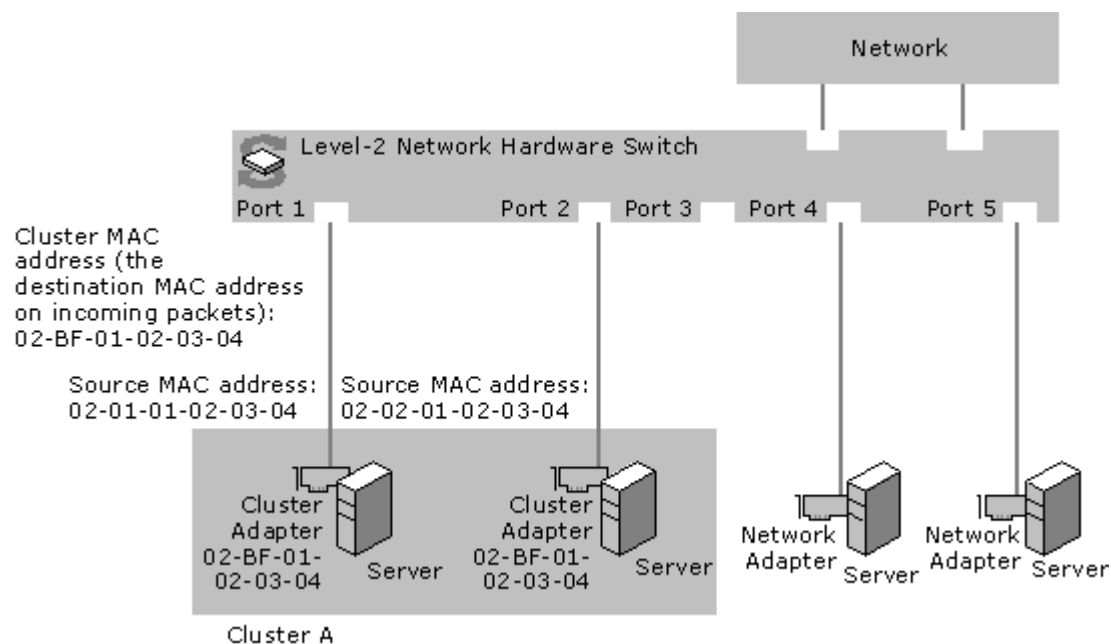 Network
Level-2 Network Hardware Switch
Port 1
Port 2
Port 3
Port 4
Port 5
Cluster MAC
address (the
destination MAC address
on incoming packets):
02-BF-01-02-03-04
Source MAC address:
02-01-01-02-03-04
Source MAC address:
02-02-01-02-03-04
Cluster
Adapter
02-BF-01-
02-03-04
Server
Cluster
Adapter
02-BF-01-
02-03-04
Server
Network
Adapter
Server
Network
Adapter
Server
Cluster A